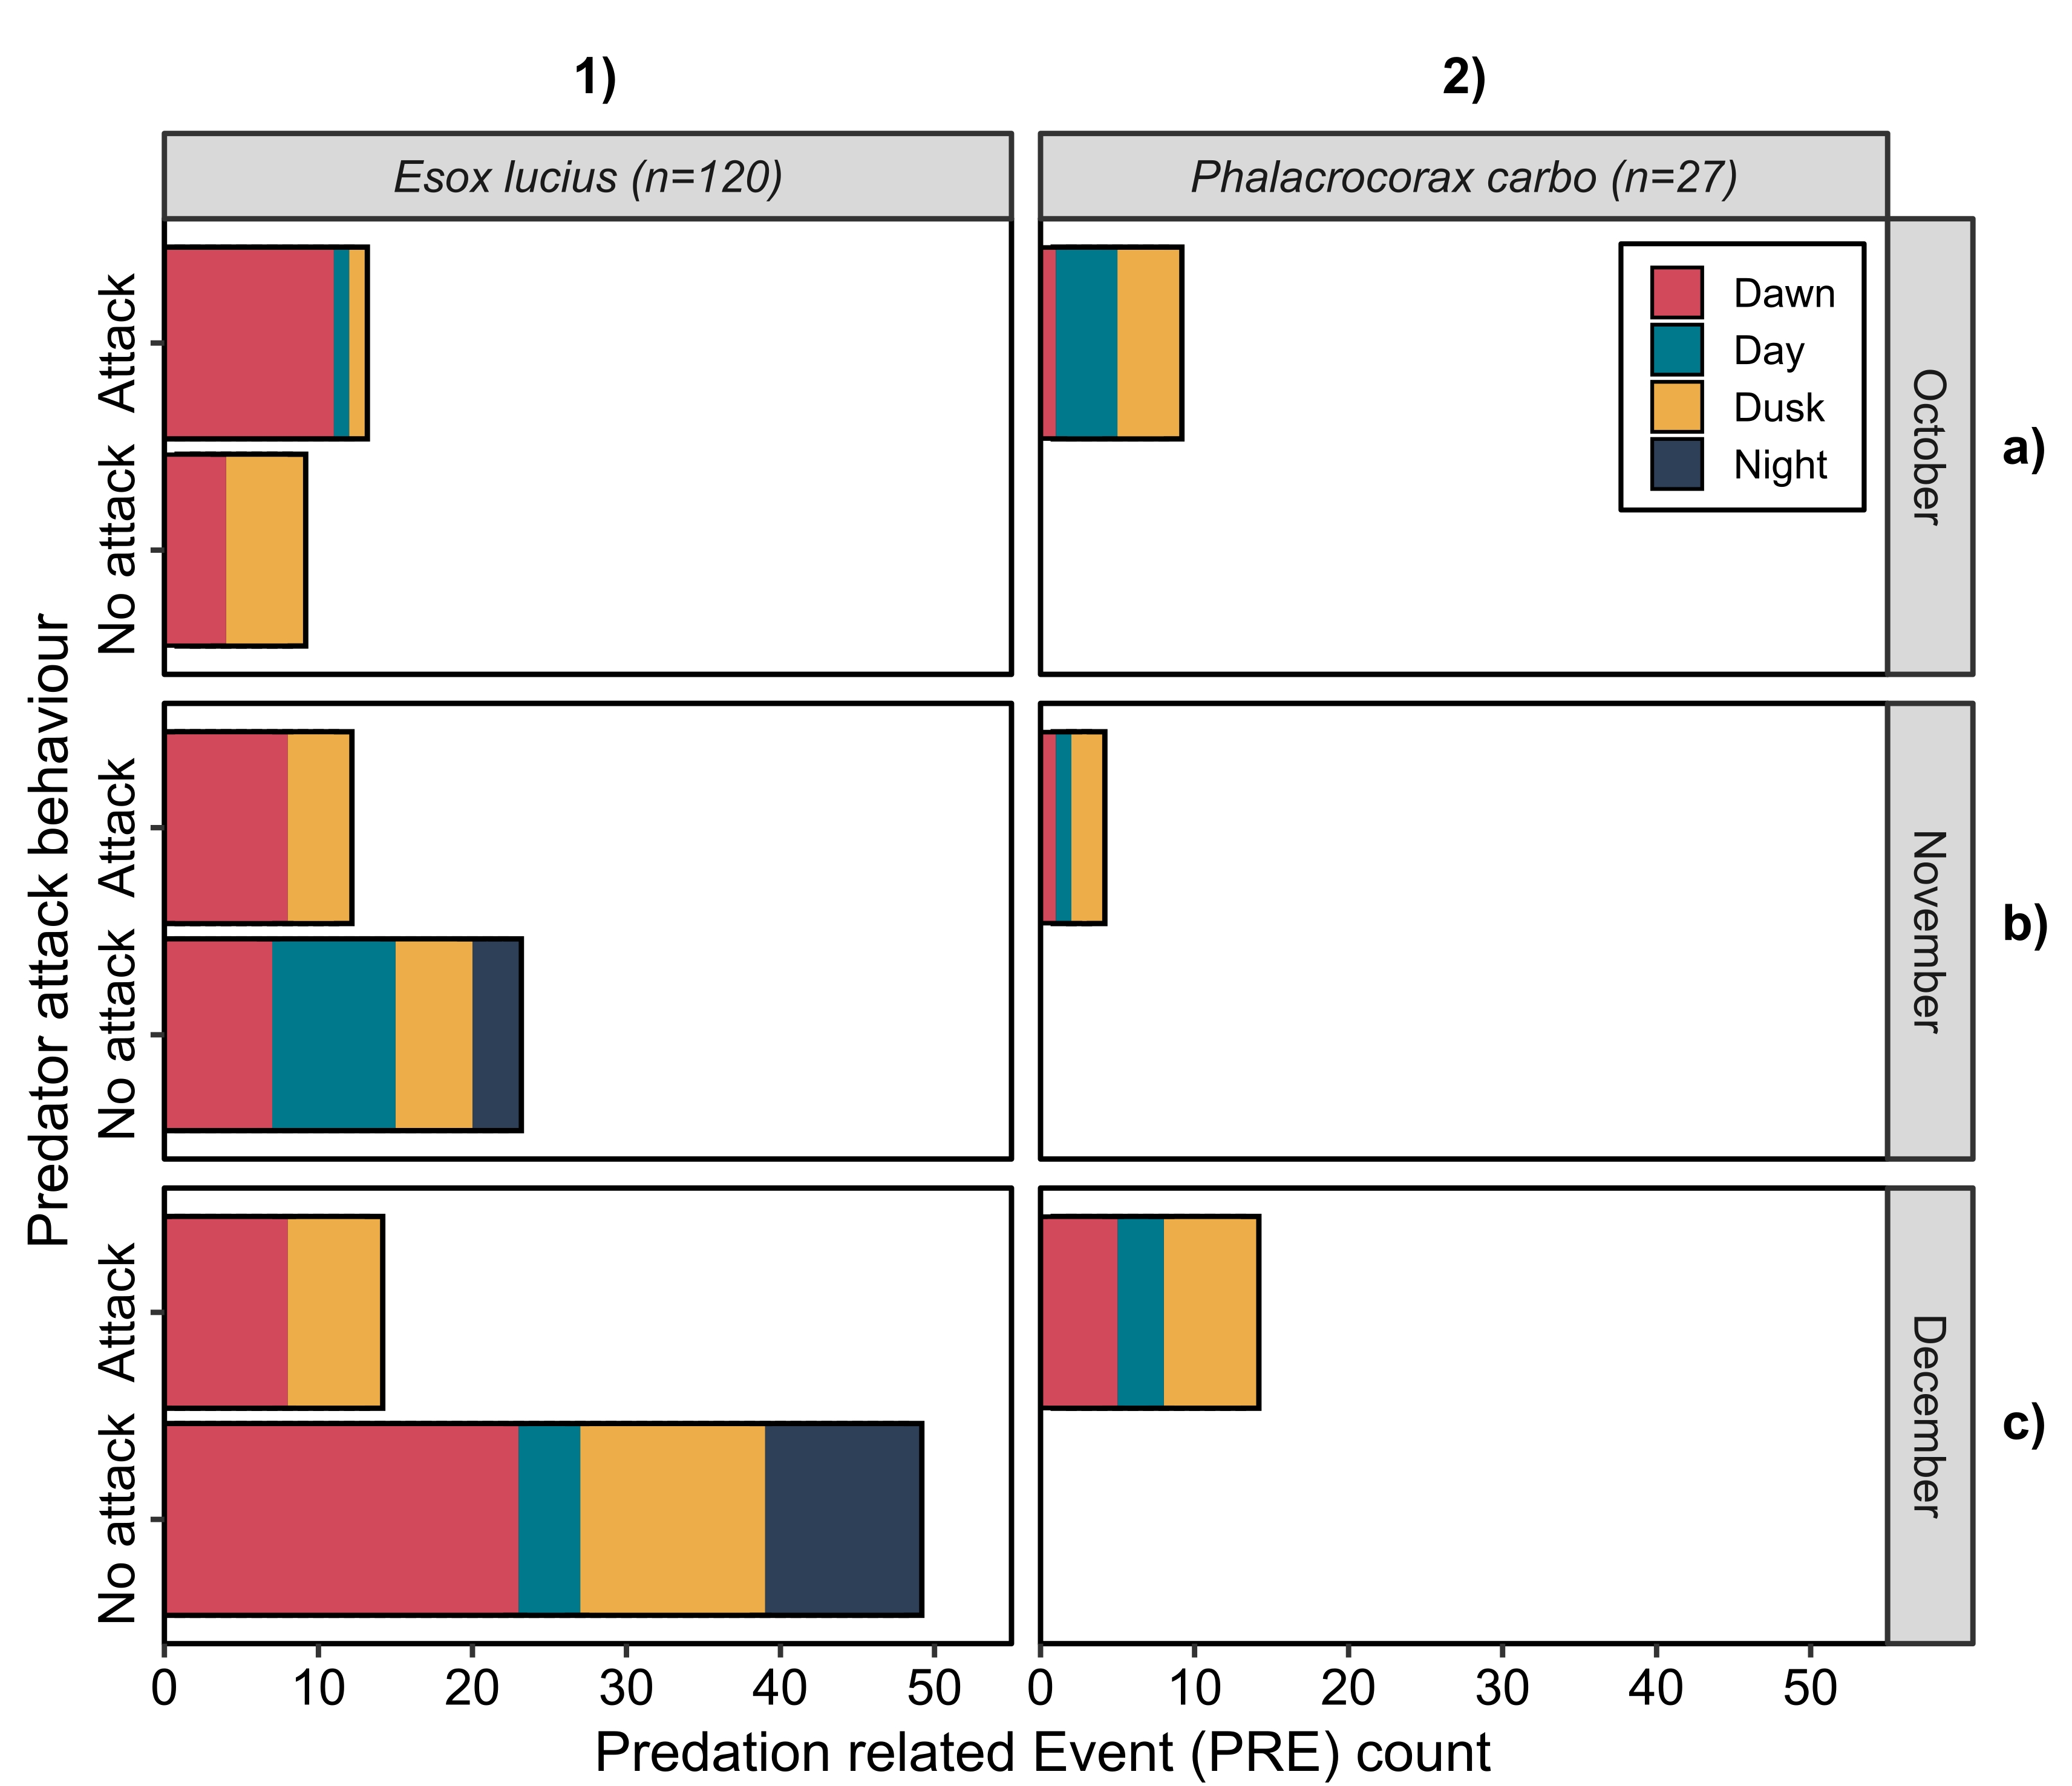 1)
2)
Esox lucius (n=120)
Phalacrocorax carbo (n=27)
Predator attack behaviour
Attack
No attack
Dawn
Day
Dusk
Night
October
a)
Attack
No attack
November
b)
Attack
No attack
December
c)
0 10 20 30 40 50
0 10 20 30 40 50
Predation related Event (PRE) count